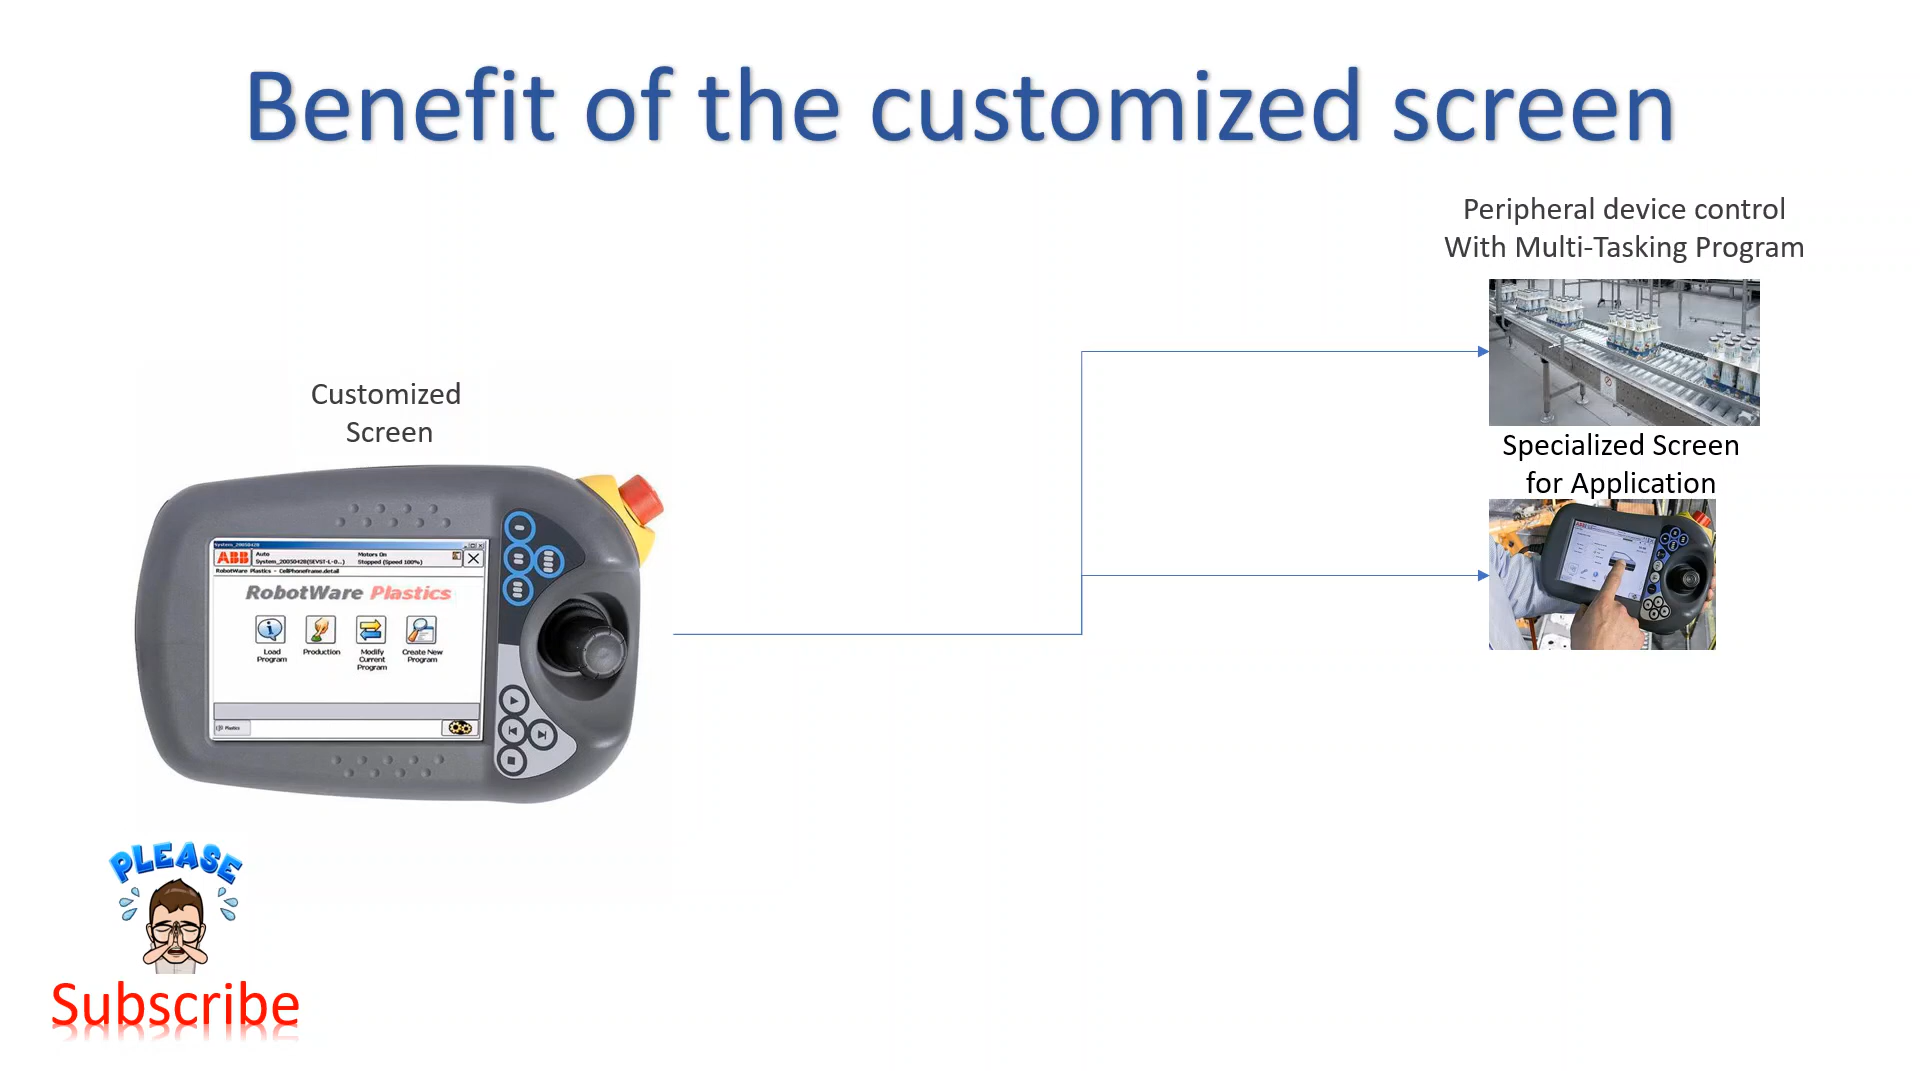 Benefit of the customized screen
Peripheral device control
With Multi-Tasking Program
Customized
Screen
Specialized Screen
for Application
System_20050428
ABB
Auto
Motors On
System_20050428(SEVST-L-0...)
Stopped (Speed 100%)
RobotWare Plastics - CellPhoneframe.detail
RobotWare Plastics
Load
Program
Production
Modify
Current
Program
Create New
Program
Plastics
PLEASE
Subscribe